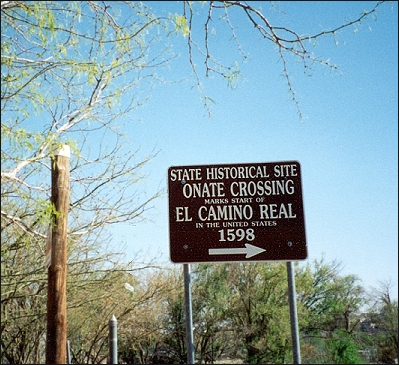 STATE HISTORICAL SITE
ONATE CROSSING
MARKS START OF
EL CAMINO REAL
IN THE UNITED STATES
1598